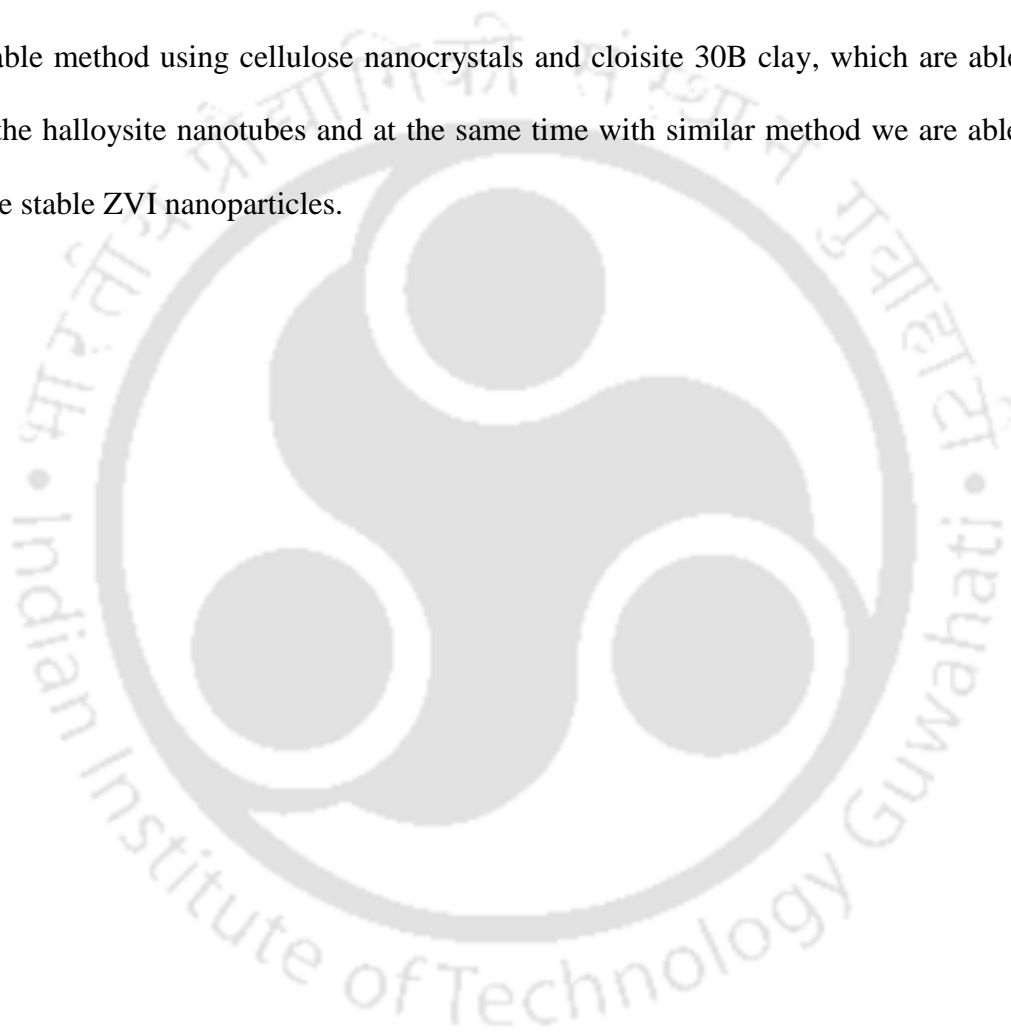 able method using cellulose nanocrystals and cloisite 30B clay, which are able
the halloysite nanotubes and at the same time with similar method we are able
e stable ZVI nanoparticles.
भारतीय प्रौद्योगिकी संस्थान गुवाहाटी
Indian Institute of Technology Guwahati